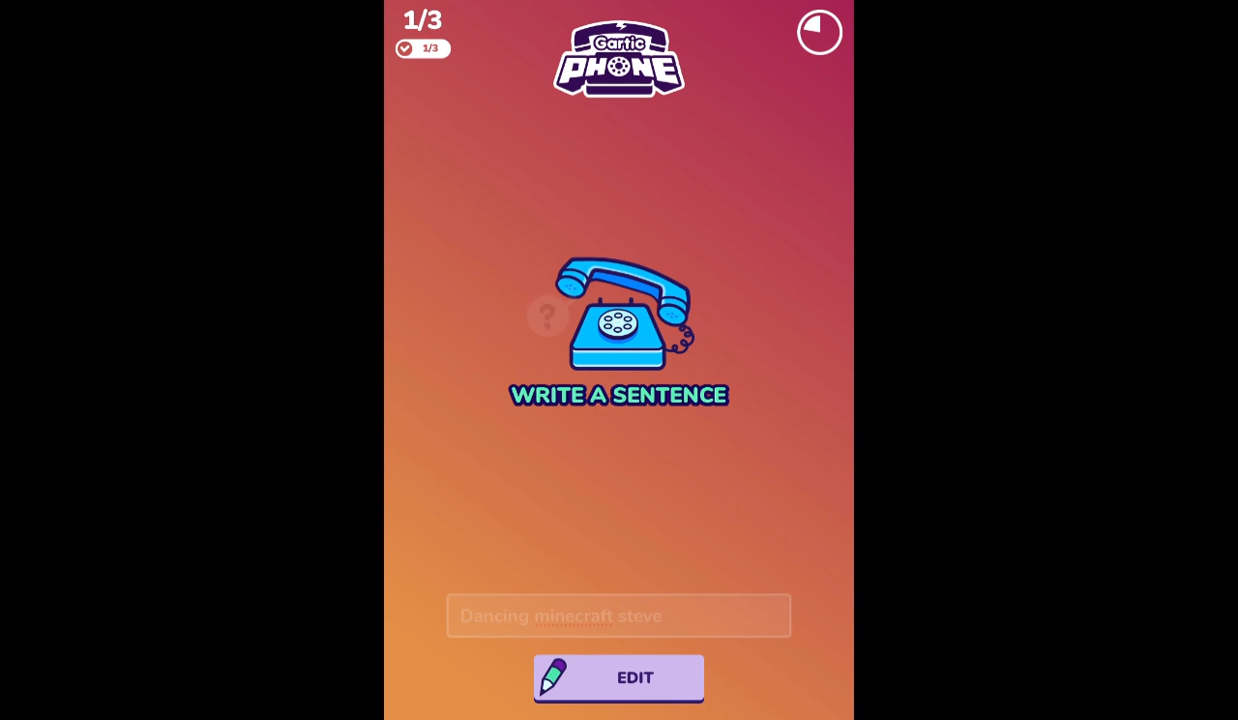 1/3
1/3
Gartic
PHONE
?
WRITE A SENTENCE
Dancing minecraft steve
EDIT